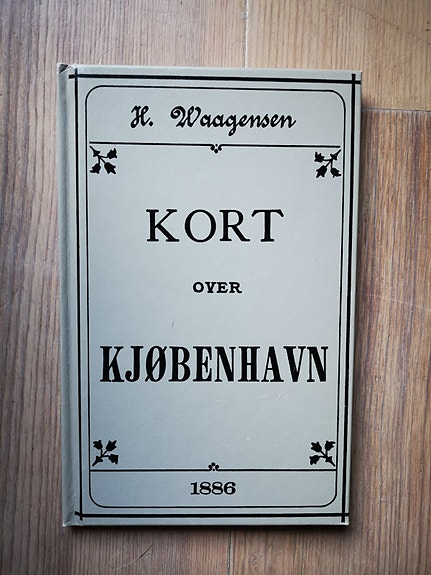 H. Waagensen
KORT
OVER
KJØBENHAVN
1886